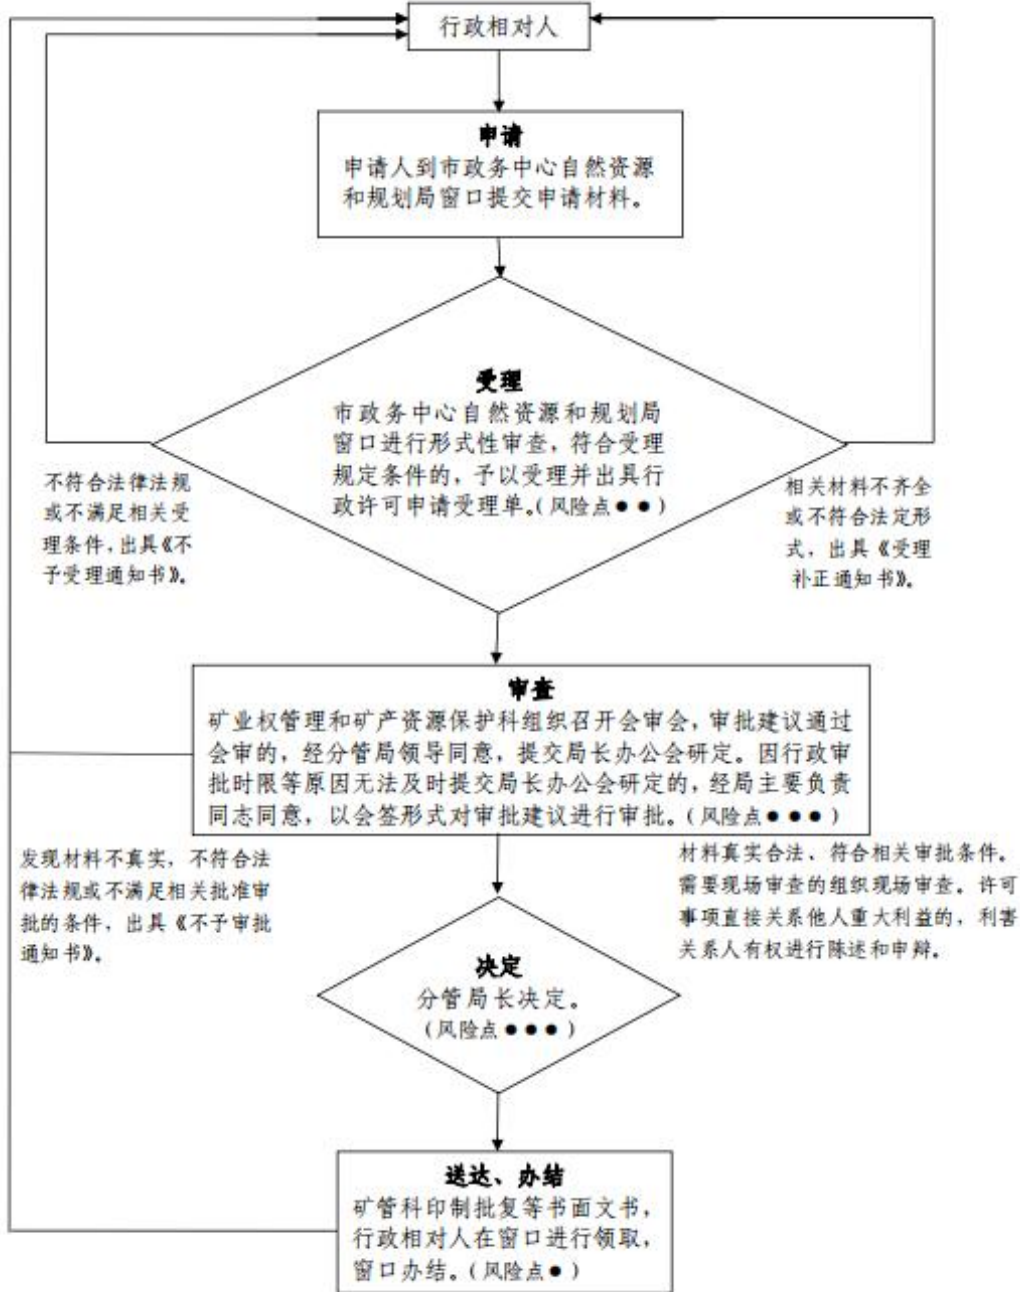 行政相对人
申请
申请人到市政务中心自然资源
和规划局窗口提交申请材料。
受理
市政务中心自然资源和规划局
窗口进行形式性审查，符合受理
规定条件的，予以受理并出具行
政许可申请受理单。(风险点●●)
不符合法律法规
或不满足相关受
理条件，出具《不
予受理通知书》。
相关材料不齐全
或不符合法定形
式，出具《受理
补正通知书》。
审查
矿业权管理和矿产资源保护科组织召开会审会，审批建议通过
会审的，经分管局领导同意，提交局长办公会研定。因行政审
批时限等原因无法及时提交局长办公会研定的，经局主要负责
同志同意，以会签形式对审批建议进行审批。(风险点●●●)
发现材料不真实，不符合法
律法规或不满足相关批准审
批的条件，出具《不予审批
通知书》。
材料真实合法、符合相关审批条件。
需要现场审查的组织现场审查。许可
事项直接关系他人重大利益的，利害
关系人有权进行陈述和申辩。
决定
分管局长决定。
(风险点●●●)
送达、办结
矿管科印制批复等书面文书，
行政相对人在窗口进行领取，
窗口办结。(风险点●)